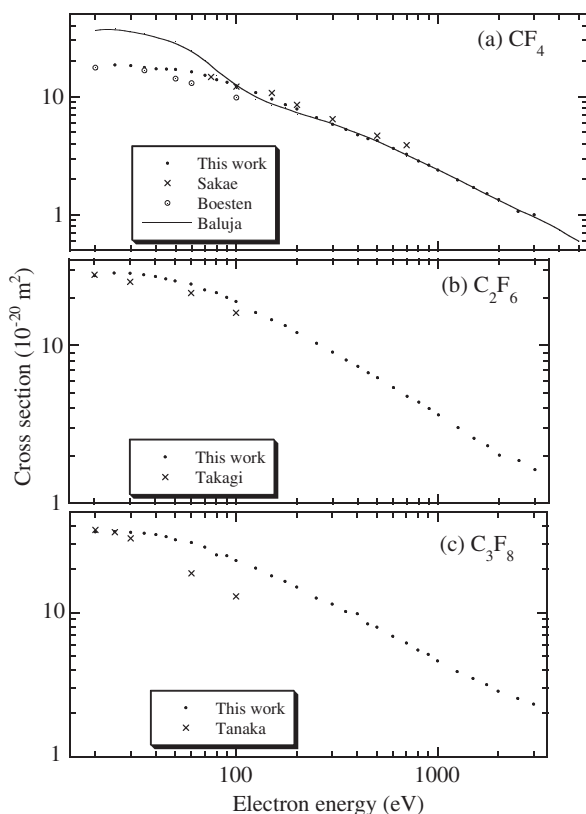 (a) CF₄
10
1
This work
Sakae
Boesten
Baluja
(b) C₂F₆
10
1
This work
Takagi
(c) C₃F₈
10
1
This work
Tanaka
100
1000
Cross section (10⁻²⁰ m²)
Electron energy (eV)